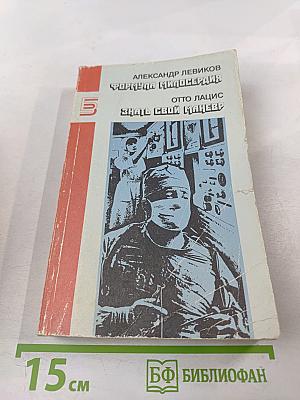 АЛЕКСАНДР ЛЕВИКОВ
ФОРМУЛА МИЛОСЕРДИЯ
ОТТО ЛАЦИС
ЗНАТЬ СВОЙ МАНЕВР
15 см
БФ БИБЛИОФАН